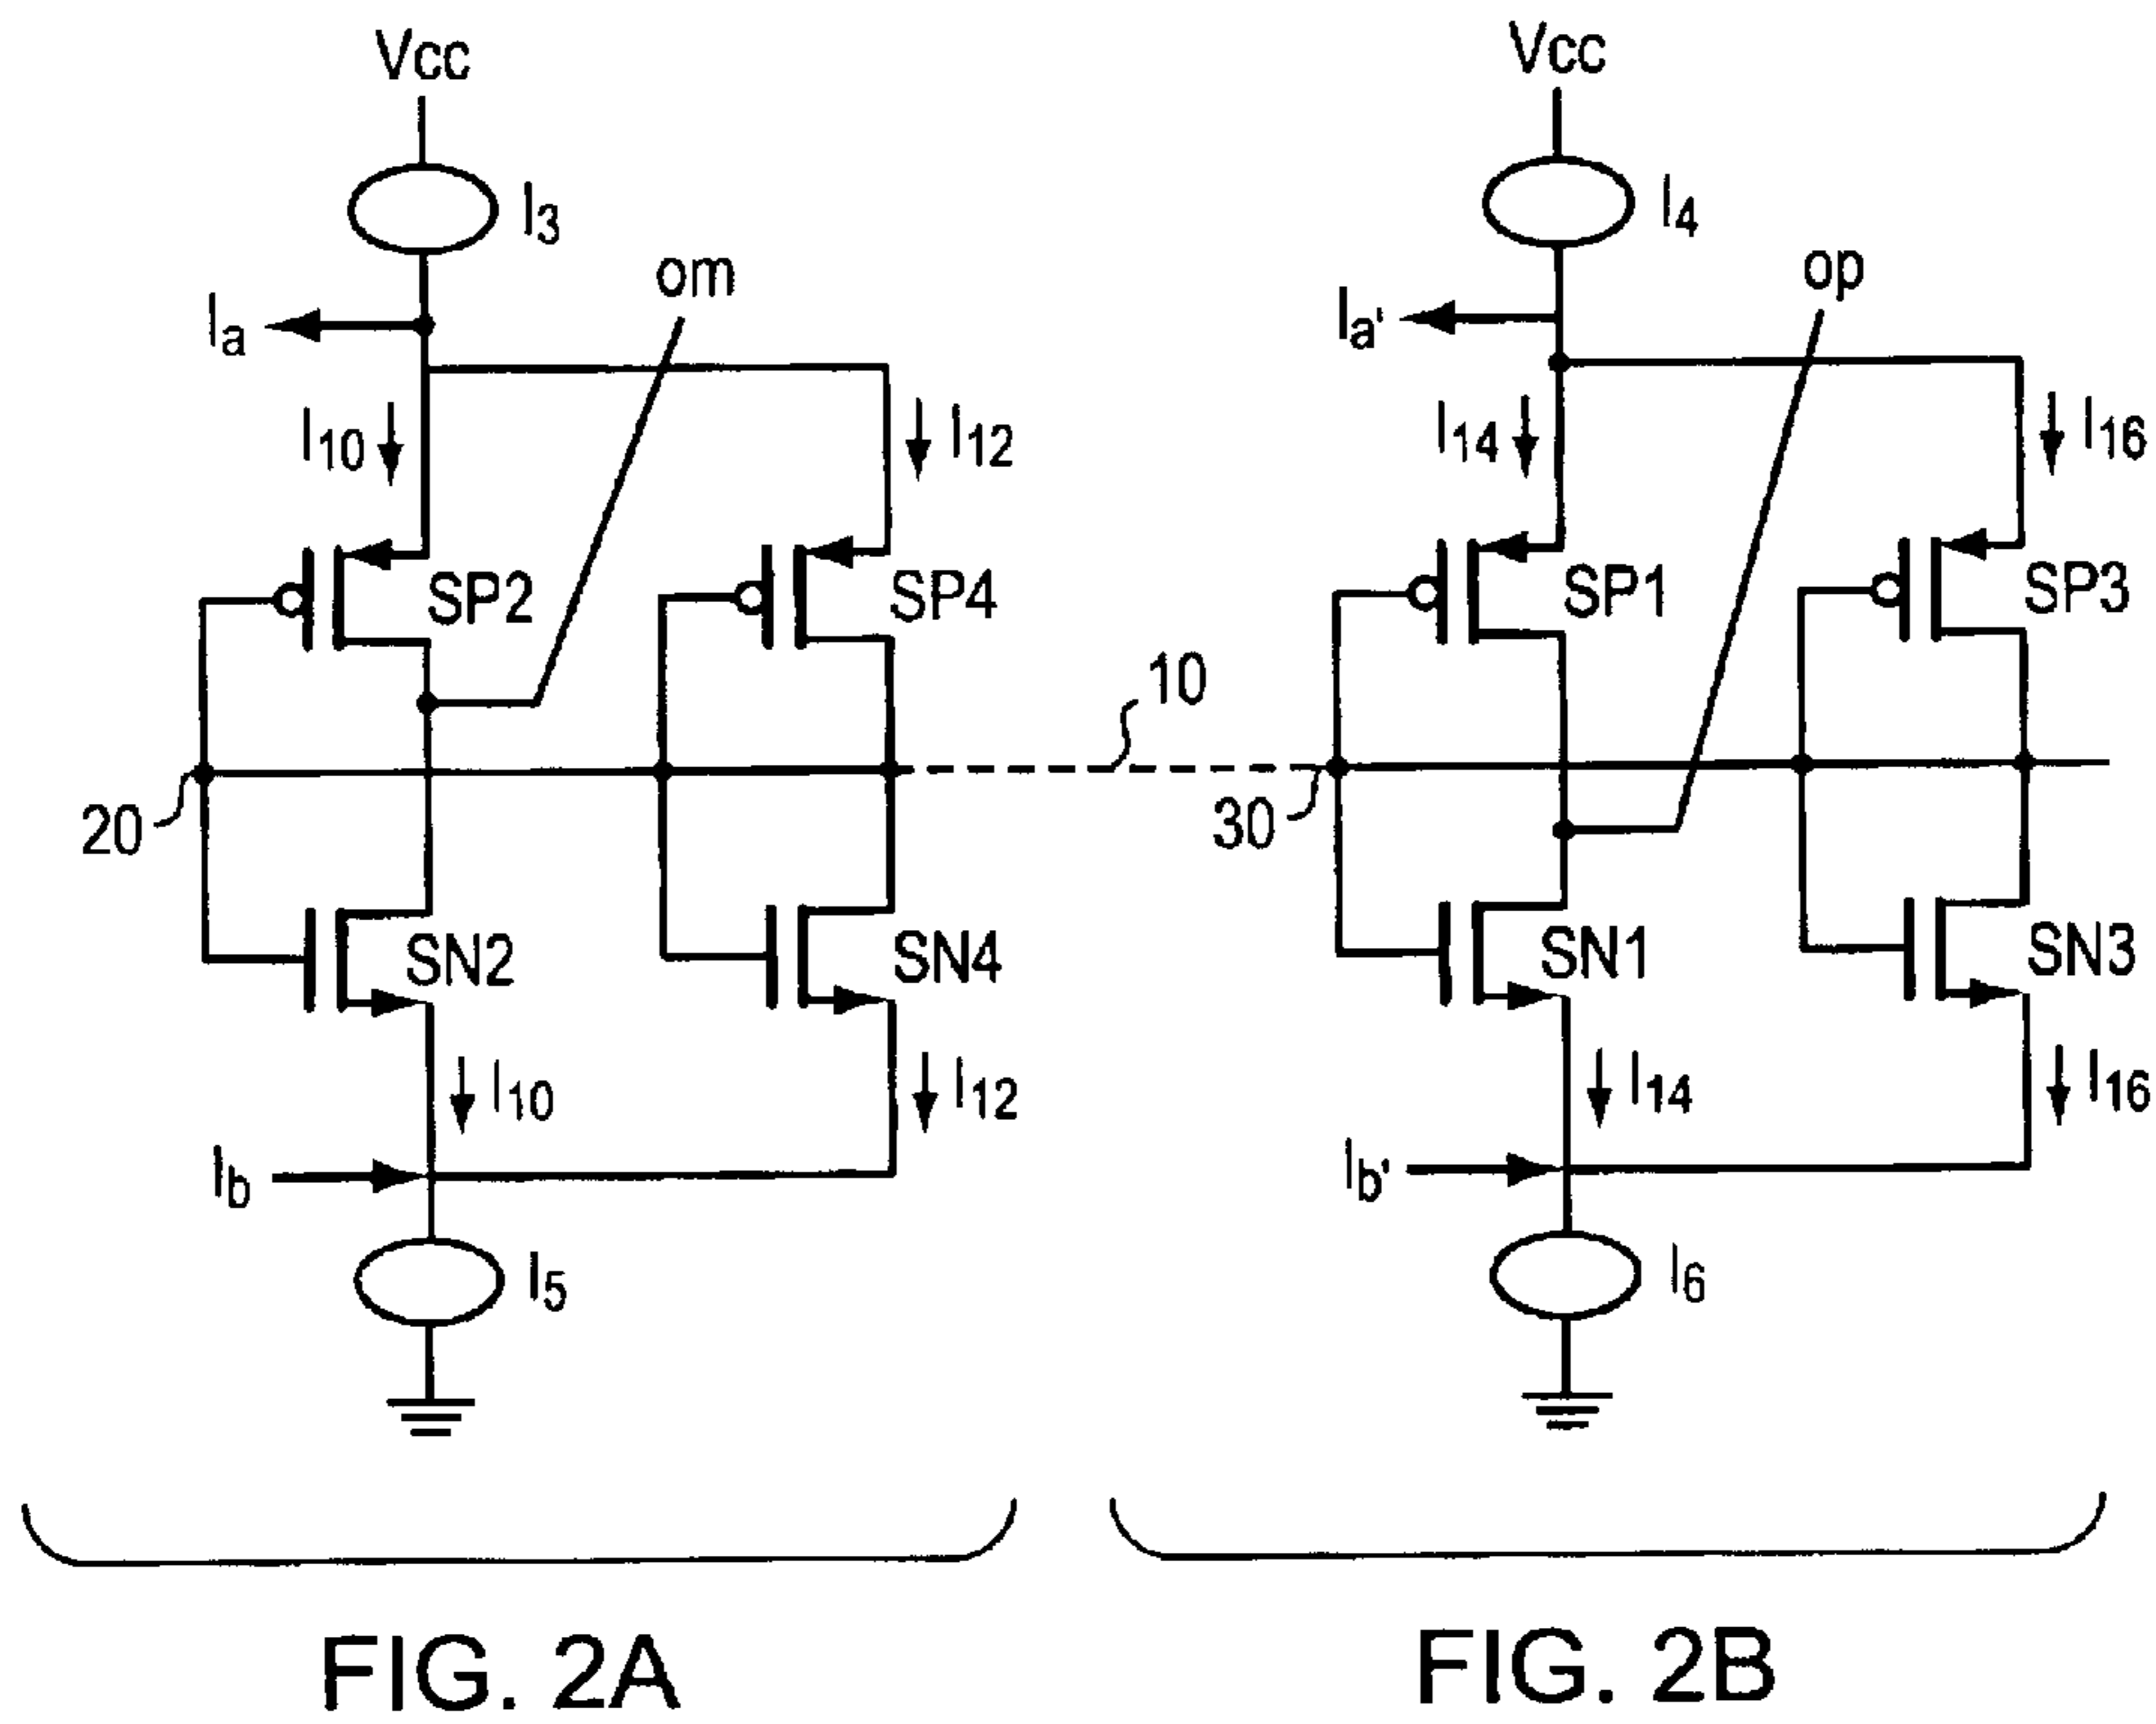 Vcc
Vcc
I3
I4
om
op
Ia
Ia'
I10
I12
I14
I16
SP2
SP4
SP1
SP3
10
20
30
SN2
SN4
SN1
SN3
I10
I12
I14
I16
Ib
Ib'
I5
I6
FIG. 2A
FIG. 2B